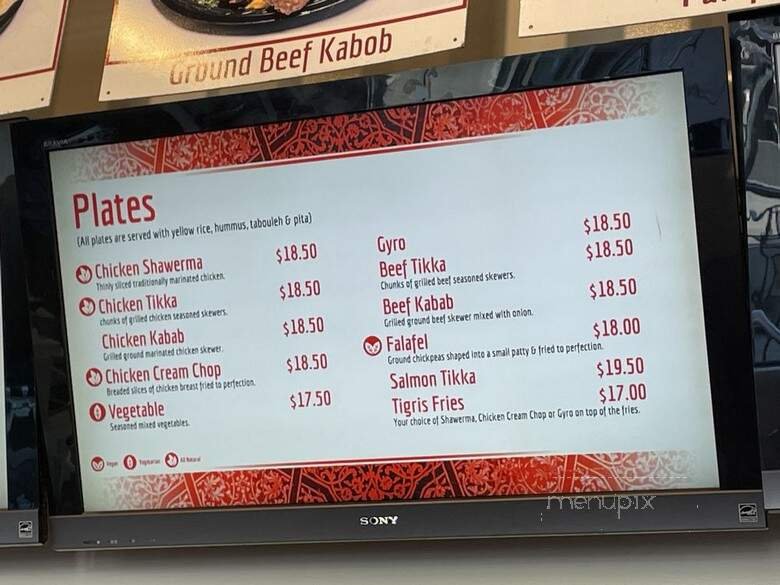 Ground Beef Kabob
BRAVIA
Plates
(All plates are served with yellow rice, hummus, tabouleh & pita)
Chicken Shawerma $18.50
Thinly sliced traditionally marinated chicken.
Chicken Tikka $18.50
chunks of grilled chicken seasoned skewers.
Chicken Kabab $18.50
Grilled ground marinated chicken skewer.
Chicken Cream Chop $18.50
Breaded slices of chicken breast fried to perfection.
Vegetable $17.50
Seasoned mixed vegetables.
Gyro $18.50
Beef Tikka $18.50
Chunks of grilled beef seasoned skewers.
Beef Kabab $18.50
Grilled ground beef skewer mixed with onion.
Falafel $18.00
Ground chickpeas shaped into a small patty & fried to perfection.
Salmon Tikka $19.50
Tigris Fries $17.00
Your choice of Shawerma, Chicken Cream Chop or Gyro on top of the fries.
Vegan Vegetarian All Natural
SONY
menupix